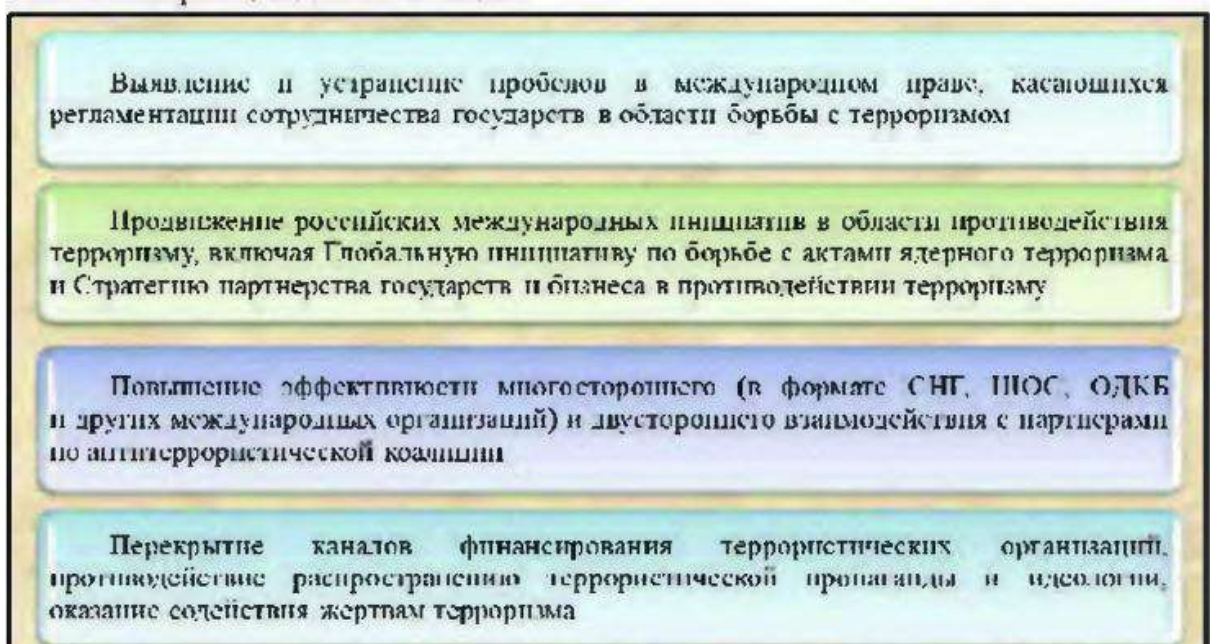 Выявление и устранение пробелов в международном праве, касающихся
регламентации сотрудничества государств в области борьбы с терроризмом
Продвижение российских международных инициатив в области противодействия
терроризму, включая Глобальную инициативу по борьбе с актами ядерного терроризма
и Стратегию партнерства государств и бизнеса в противодействии терроризму
Повышение эффективности многостороннего (в формате СНГ, ШОС, ОДКБ
и других международных организаций) и двустороннего взаимодействия с партнерами
по антитеррористической коалиции
Перекрытие каналов финансирования террористических организаций,
противодействие распространению террористической пропаганды и идеологии,
оказание содействия жертвам терроризма